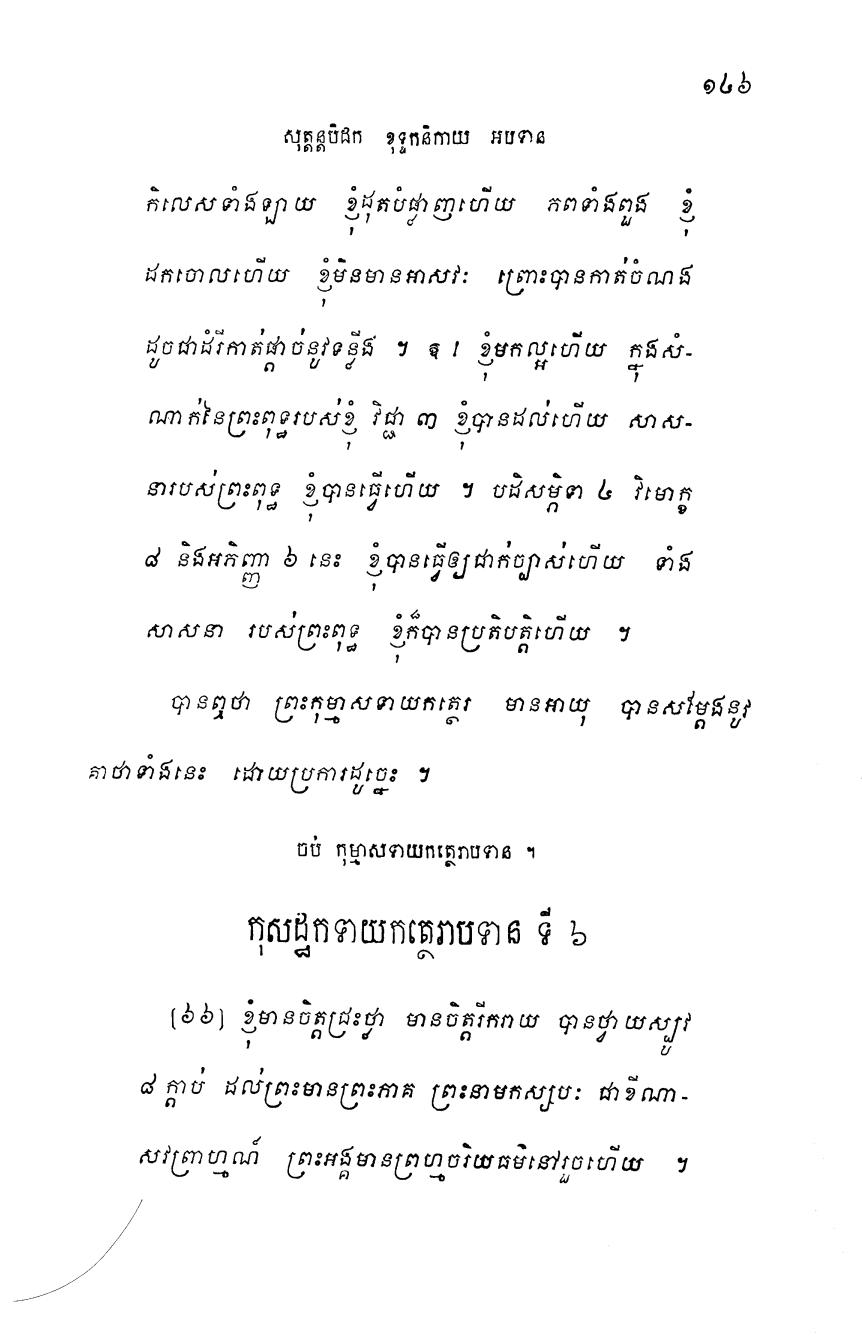 ១៤៦
សុត្តន្តបិដក ខុទ្ទកនិកាយ អបទាន
កិលេសទាំងឡាយ ខ្ញុំដុតបំផ្លាញហើយ ភពទាំងពួង ខ្ញុំ
ដកចោលហើយ ខ្ញុំមិនមានអាសវៈ ព្រោះបានកាត់ចំណង
ដូចជាដំរីកាត់ផ្តាច់នូវទន្លីង ។ ឱ ! ខ្ញុំមកល្អហើយ ក្នុងសំ-
ណាក់នៃព្រះពុទ្ធរបស់ខ្ញុំ វិជ្ជា ៣ ខ្ញុំបានដល់ហើយ សាស-
នារបស់ព្រះពុទ្ធ ខ្ញុំបានធ្វើហើយ ។ បដិសម្ភិទា ៤ វិមោក្ខ
៨ និងអភិញ្ញា ៦ នេះ ខ្ញុំបានធ្វើឲ្យជាក់ច្បាស់ហើយ ទាំង
សាសនា របស់ព្រះពុទ្ធ ខ្ញុំក៏បានប្រតិបត្តិហើយ ។
បានឮថា ព្រះកុម្មាសទាយកត្ថេរ មានអាយុ បានសម្តែងនូវ
គាថាទាំងនេះ ដោយប្រការដូច្នេះ ។
ចប់ កុម្មាសទាយកត្ថេរាបទាន ។
កុសដ្ឋកទាយកត្ថេរាបទាន ទី ៦
[៦៦] ខ្ញុំមានចិត្តជ្រះថ្លា មានចិត្តរីករាយ បានថ្វាយស្បូវ
៨ ក្តាប់ ដល់ព្រះមានព្រះភាគ ព្រះនាមកស្សបៈ ជាខីណា-
សវព្រាហ្មណ៍ ព្រះអង្គមានព្រហ្មចរិយធម៌នៅរួចហើយ ។